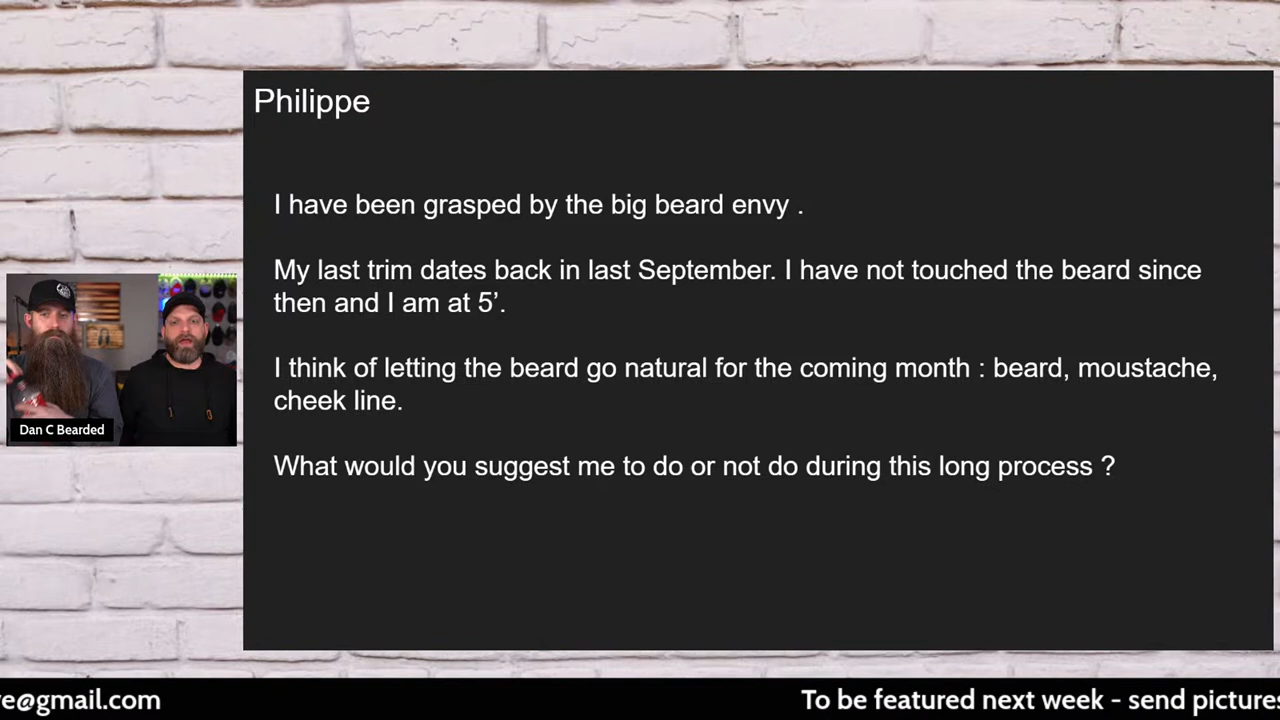 Philippe
I have been grasped by the big beard envy .
My last trim dates back in last September. I have not touched the beard since
then and I am at 5’.
I think of letting the beard go natural for the coming month : beard, moustache,
cheek line.
What would you suggest me to do or not do during this long process ?
Dan C Bearded
e@gmail.com
To be featured next week - send pictures